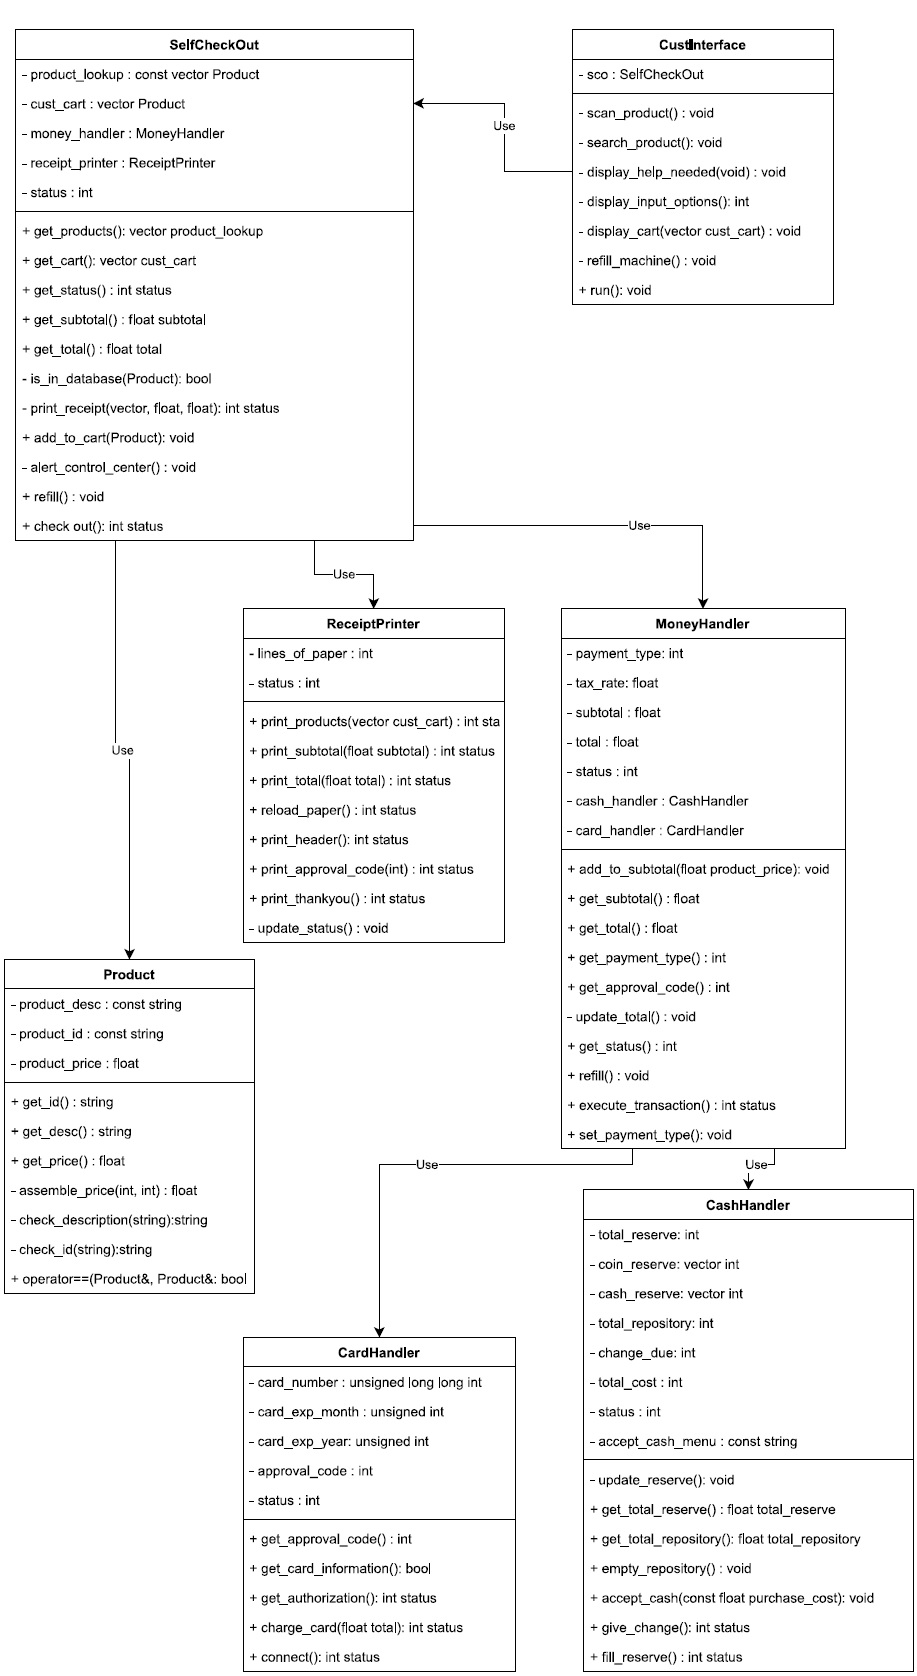 SelfCheckOut
- product_lookup : const vector Product
- cust_cart : vector Product
- money_handler : MoneyHandler
- receipt_printer : ReceiptPrinter
- status : int
+ get_products(): vector product_lookup
+ get_cart(): vector cust_cart
+ get_status() : int status
+ get_subtotal() : float subtotal
+ get_total() : float total
- is_in_database(Product): bool
- print_receipt(vector, float, float): int status
+ add_to_cart(Product): void
- alert_control_center() : void
+ refill() : void
+ check out(): int status
CustInterface
- sco : SelfCheckOut
- scan_product() : void
- search_product(): void
- display_help_needed(void) : void
- display_input_options(): int
- display_cart(vector cust_cart) : void
- refill_machine() : void
+ run(): void
Use
Use
Use
Use
ReceiptPrinter
- lines_of_paper : int
- status : int
+ print_products(vector cust_cart) : int sta
+ print_subtotal(float subtotal) : int status
+ print_total(float total) : int status
+ reload_paper() : int status
+ print_header(): int status
+ print_approval_code(int) : int status
+ print_thankyou() : int status
- update_status() : void
MoneyHandler
- payment_type: int
- tax_rate: float
- subtotal : float
- total : float
- status : int
- cash_handler : CashHandler
- card_handler : CardHandler
+ add_to_subtotal(float product_price): void
+ get_subtotal() : float
+ get_total() : float
+ get_payment_type() : int
+ get_approval_code() : int
- update_total() : void
+ get_status() : int
+ refill() : void
+ execute_transaction() : int status
+ set_payment_type(): void
Product
- product_desc : const string
- product_id : const string
- product_price : float
+ get_id() : string
+ get_desc() : string
+ get_price() : float
- assemble_price(int, int) : float
- check_description(string):string
- check_id(string):string
+ operator==(Product&, Product&: bool
Use
Use
CardHandler
- card_number : unsigned long long int
- card_exp_month : unsigned int
- card_exp_year: unsigned int
- approval_code : int
- status : int
+ get_approval_code() : int
+ get_card_information(): bool
+ get_authorization(): int status
+ charge_card(float total): int status
+ connect(): int status
CashHandler
- total_reserve: int
- coin_reserve: vector int
- cash_reserve: vector int
- total_repository: int
- change_due: int
- total_cost : int
- status : int
- accept_cash_menu : const string
- update_reserve(): void
+ get_total_reserve() : float total_reserve
+ get_total_repository(): float total_repository
+ empty_repository() : void
+ accept_cash(const float purchase_cost): void
+ give_change(): int status
+ fill_reserve() : int status